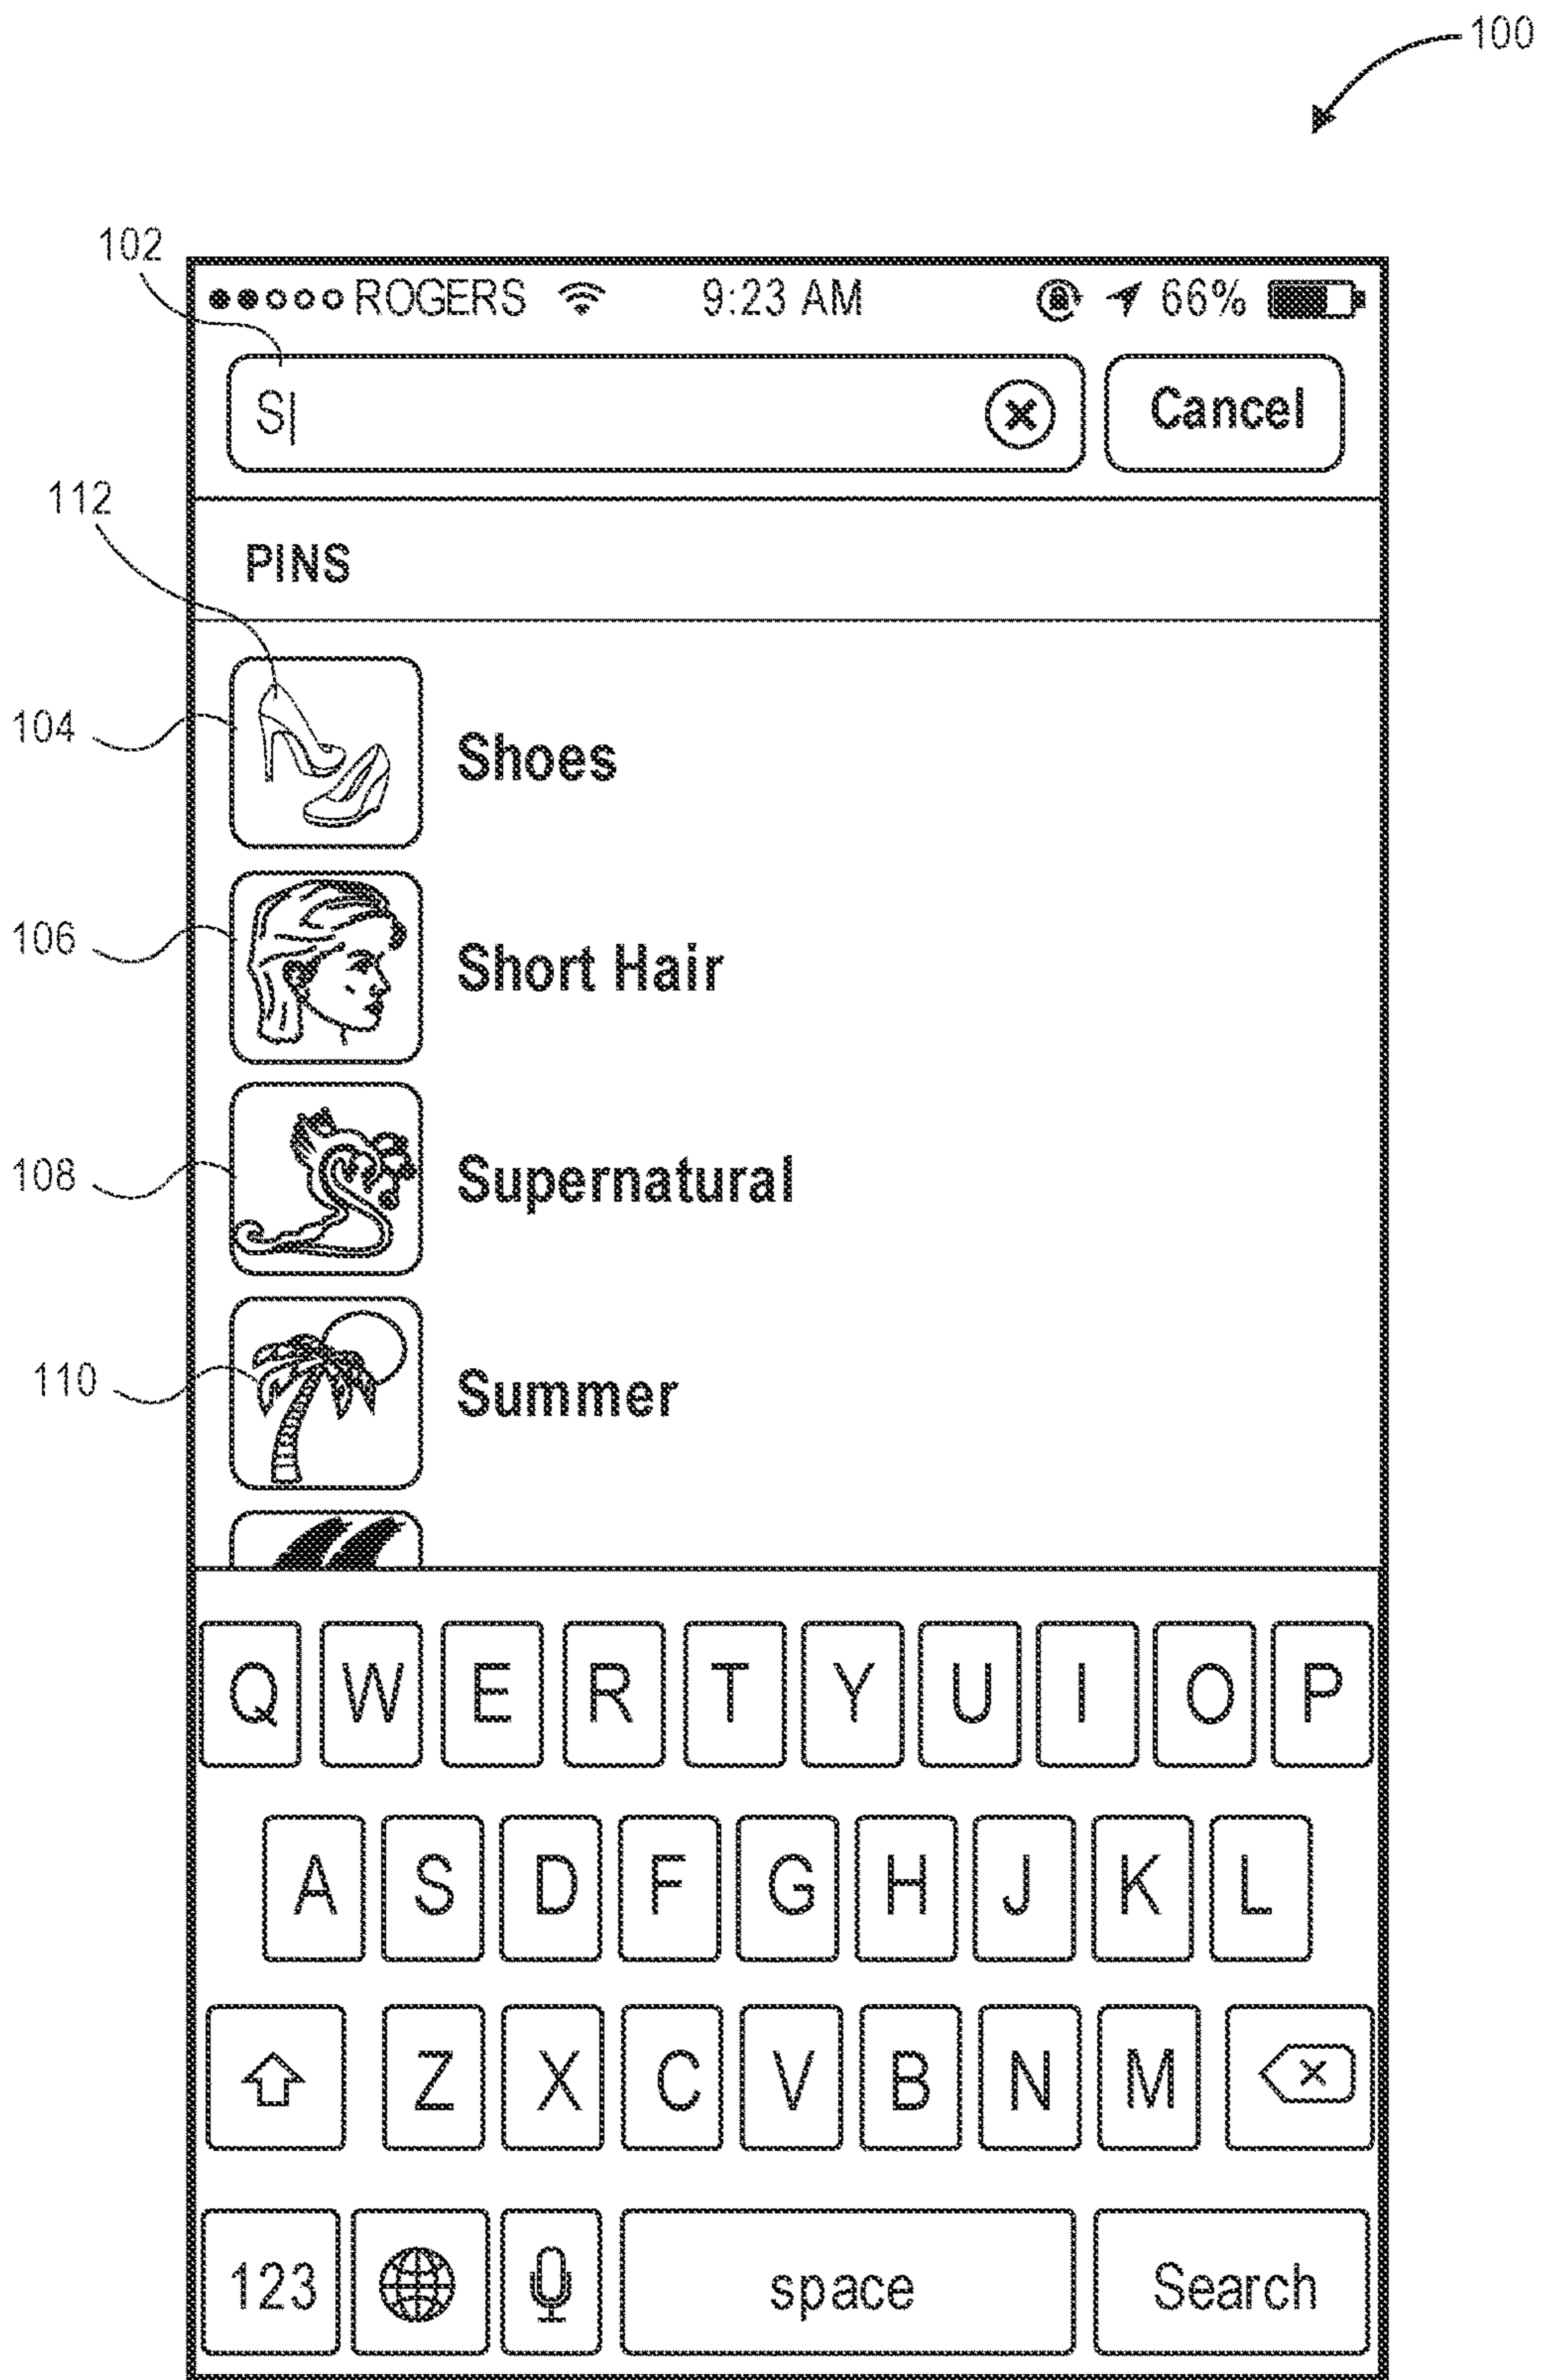 100
102
ROGERS 9:23 AM 66%
S Cancel
112
PINS
104
Shoes
106
Short Hair
108
Supernatural
110
Summer
Q W E R T Y U I O P
A S D F G H J K L
Z X C V B N M
123 space Search